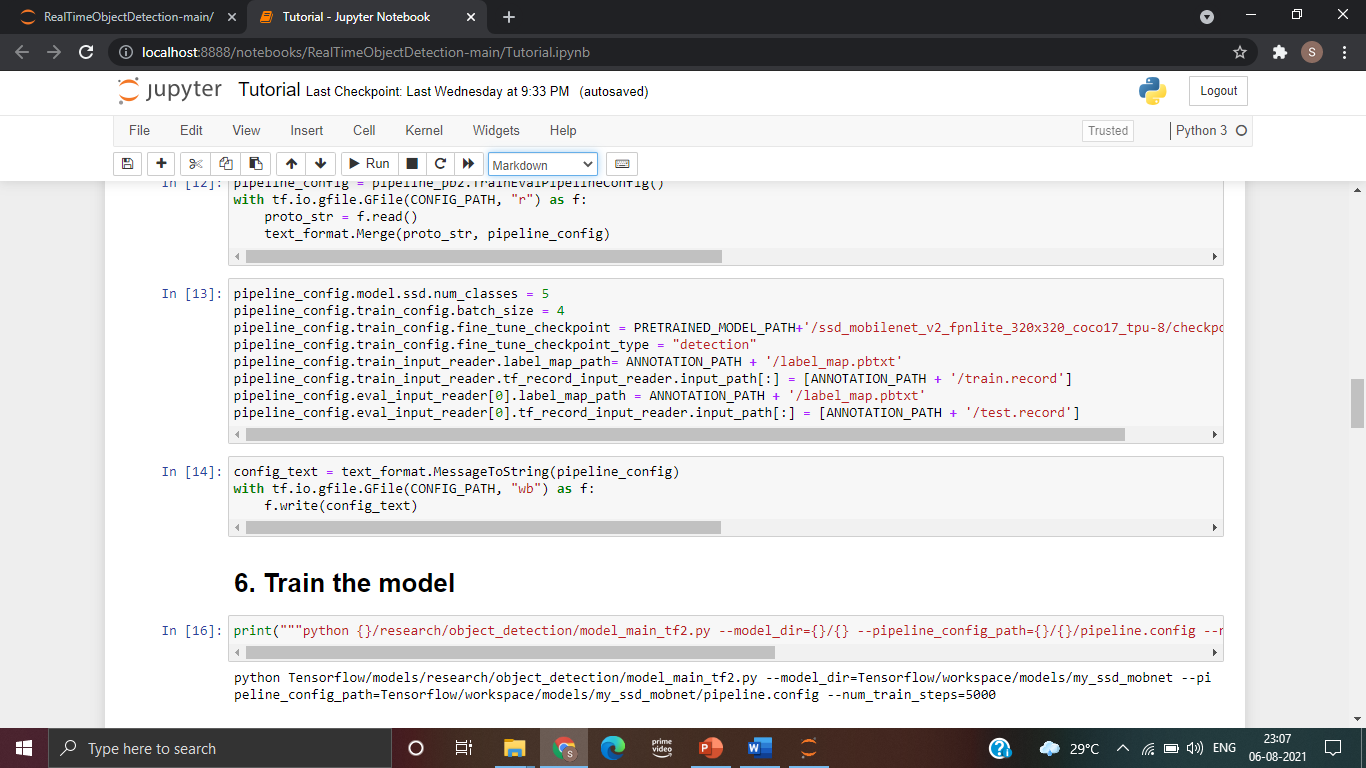 RealTimeObjectDetection-main/
Tutorial - Jupyter Notebook
localhost:8888/notebooks/RealTimeObjectDetection-main/Tutorial.ipynb
S
jupyter Tutorial Last Checkpoint: Last Wednesday at 9:33 PM (autosaved)
Logout
File Edit View Insert Cell Kernel Widgets Help
Trusted
Python 3
Run
Markdown
In [12]: pipeline_config = pipeline_pb2.TrainEvalPipelineConfig()
with tf.io.gfile.GFile(CONFIG_PATH, "r") as f:
    proto_str = f.read()
    text_format.Merge(proto_str, pipeline_config)
In [13]: pipeline_config.model.ssd.num_classes = 5
pipeline_config.train_config.batch_size = 4
pipeline_config.train_config.fine_tune_checkpoint = PRETRAINED_MODEL_PATH+'/ssd_mobilenet_v2_fpnlite_320x320_coco17_tpu-8/checkpo
pipeline_config.train_config.fine_tune_checkpoint_type = "detection"
pipeline_config.train_input_reader.label_map_path= ANNOTATION_PATH + '/label_map.pbtxt'
pipeline_config.train_input_reader.tf_record_input_reader.input_path[:] = [ANNOTATION_PATH + '/train.record']
pipeline_config.eval_input_reader[0].label_map_path = ANNOTATION_PATH + '/label_map.pbtxt'
pipeline_config.eval_input_reader[0].tf_record_input_reader.input_path[:] = [ANNOTATION_PATH + '/test.record']
In [14]: config_text = text_format.MessageToString(pipeline_config)
with tf.io.gfile.GFile(CONFIG_PATH, "wb") as f:
    f.write(config_text)
6. Train the model
In [16]: print("""python {}/research/object_detection/model_main_tf2.py --model_dir={}/{} --pipeline_config_path={}/{}/pipeline.config --n
python Tensorflow/models/research/object_detection/model_main_tf2.py --model_dir=Tensorflow/workspace/models/my_ssd_mobnet --pi
peline_config_path=Tensorflow/workspace/models/my_ssd_mobnet/pipeline.config --num_train_steps=5000
Type here to search
prime
video
P
W
29°C
ENG
23:07
06-08-2021